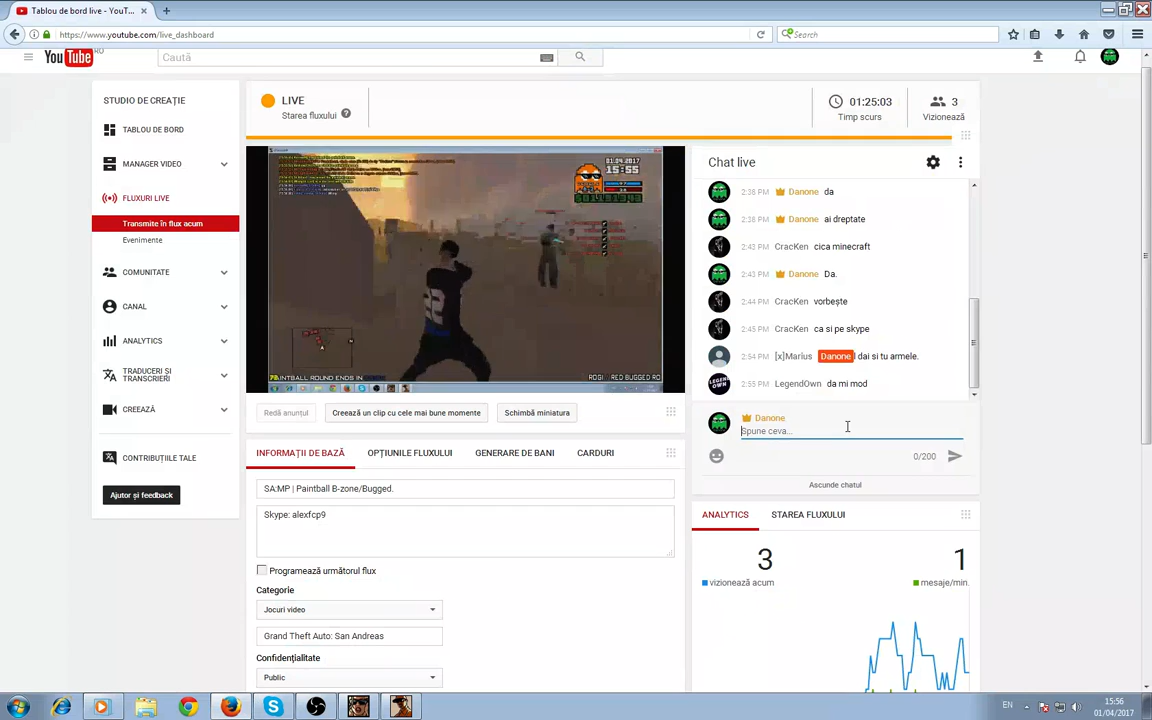 Tablou de bord live - YouT...
https://www.youtube.com/live_dashboard
Search
YouTube RO
Caută
STUDIO DE CREAȚIE
TABLOU DE BORD
MANAGER VIDEO
FLUXURI LIVE
Transmite în flux acum
Evenimente
COMUNITATE
CANAL
ANALYTICS
TRADUCERI ȘI
TRANSCRIERI
CREEAZĂ
CONTRIBUȚIILE TALE
Ajutor și feedback
LIVE
Starea fluxului
01:25:03
Timp scurs
3
Vizionează
01.04.2017
15:55
Redă anunțul
Creează un clip cu cele mai bune momente
Schimbă miniatura
INFORMAȚII DE BAZĂ
OPȚIUNILE FLUXULUI
GENERARE DE BANI
CARDURI
SA:MP | Paintball B-zone/Bugged.
Skype: alexfcp9
Programează următorul flux
Categorie
Jocuri video
Grand Theft Auto: San Andreas
Confidențialitate
Public
Chat live
2:38 PM Danone da
2:38 PM Danone ai dreptate
2:43 PM CracKen cica minecraft
2:43 PM Danone Da.
2:44 PM CracKen vorbește
2:45 PM CracKen ca si pe skype
2:54 PM [x]Marius Danone I dai si tu armele.
2:55 PM LegendOwn da mi mod
Danone
Spune ceva...
0/200
Ascunde chatul
ANALYTICS
STAREA FLUXULUI
3
vizionează acum
1
mesaje/min.
EN
15:56
01/04/2017